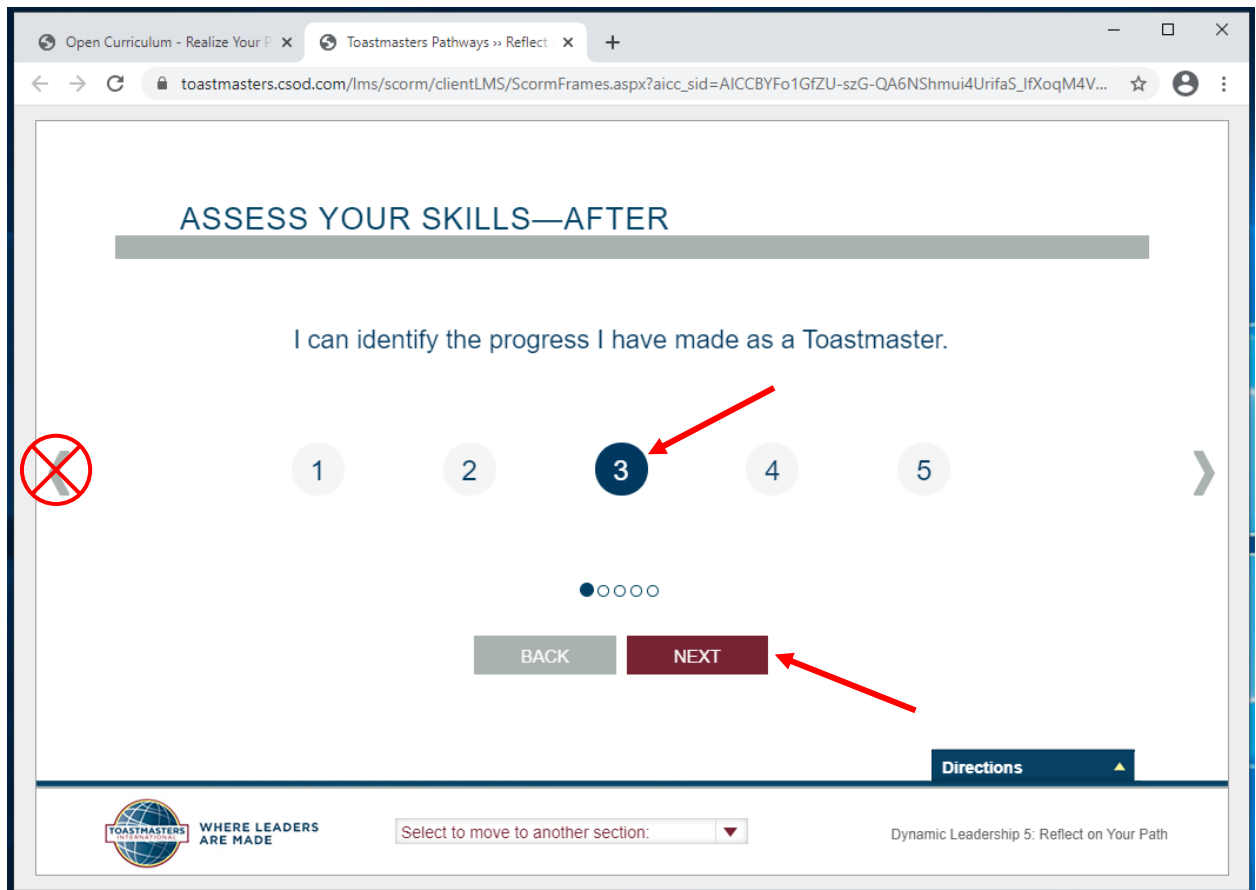 Open Curriculum - Realize Your P
Toastmasters Pathways ›› Reflect
toastmasters.csod.com/lms/scorm/clientLMS/ScormFrames.aspx?aicc_sid=AICCBYFo1GfZU-szG-QA6NShmui4UrifaS_IfXoqM4V...
ASSESS YOUR SKILLS—AFTER
I can identify the progress I have made as a Toastmaster.
1 2 3 4 5
BACK NEXT
Directions
TOASTMASTERS
INTERNATIONAL
WHERE LEADERS
ARE MADE
Select to move to another section:
Dynamic Leadership 5: Reflect on Your Path